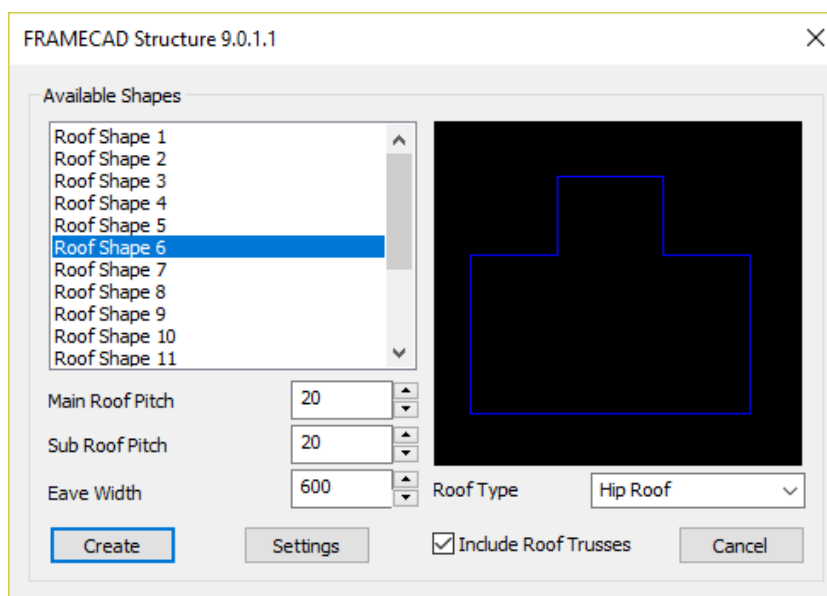 FRAMECAD Structure 9.0.1.1
Available Shapes
Roof Shape 1
Roof Shape 2
Roof Shape 3
Roof Shape 4
Roof Shape 5
Roof Shape 6
Roof Shape 7
Roof Shape 8
Roof Shape 9
Roof Shape 10
Roof Shape 11
Main Roof Pitch 20
Sub Roof Pitch 20
Eave Width 600
Roof Type Hip Roof
Create Settings Include Roof Trusses Cancel